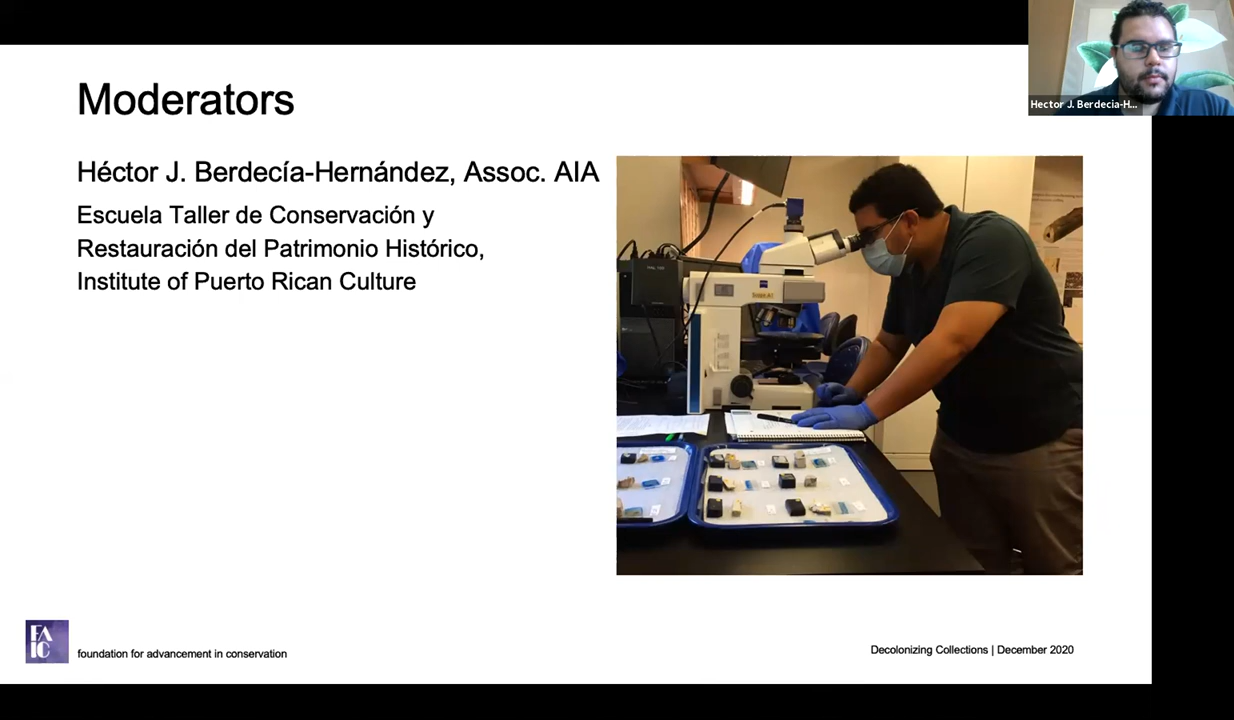 Moderators
Hector J. Berdecia-H...
Héctor J. Berdecía-Hernández, Assoc. AIA
Escuela Taller de Conservación y
Restauración del Patrimonio Histórico,
Institute of Puerto Rican Culture
FA
IC
foundation for advancement in conservation
Decolonizing Collections | December 2020